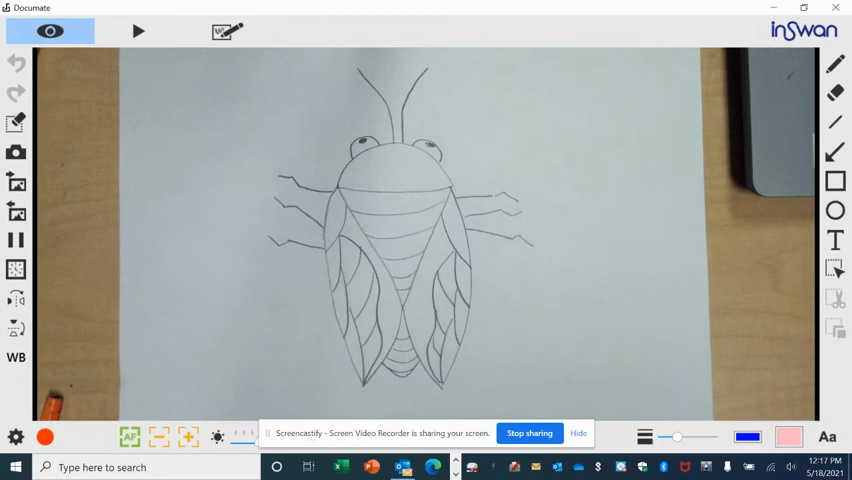 Documate
inSwan
T
WB
AF
Screencastify - Screen Video Recorder is sharing your screen.
Stop sharing
Hide
Aa
Type here to search
12:17 PM
5/18/2021